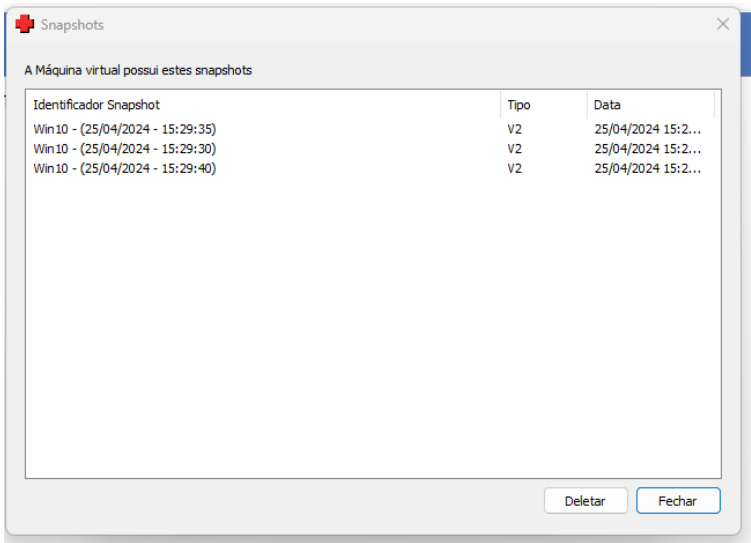 Snapshots
A Máquina virtual possui estes snapshots
Identificador Snapshot Tipo Data
Win10 - (25/04/2024 - 15:29:35) V2 25/04/2024 15:2...
Win10 - (25/04/2024 - 15:29:30) V2 25/04/2024 15:2...
Win10 - (25/04/2024 - 15:29:40) V2 25/04/2024 15:2...
Deletar Fechar